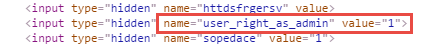 <input type="hidden" name="httdsfrgersv" value>
<input type="hidden" name="user_right_as_admin" value="1">
<input type="hidden" name="sopedace" value="1">